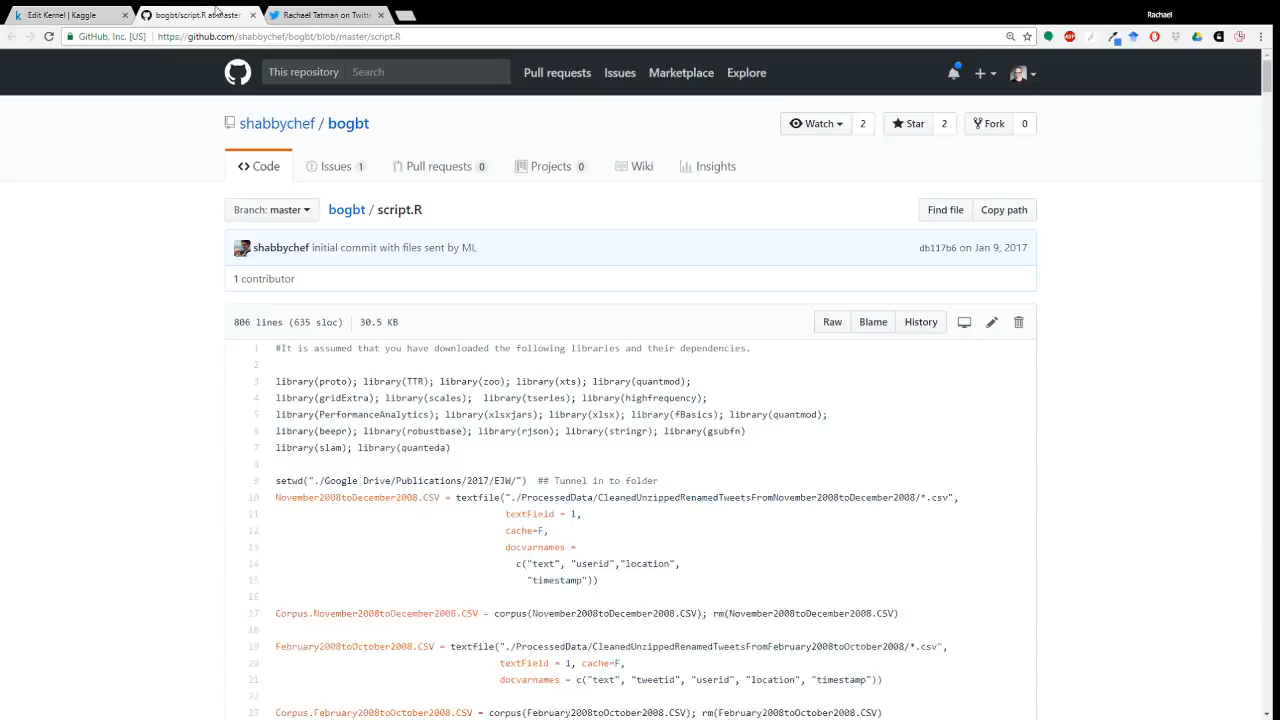 Edit Kernel | Kaggle
bogbt/script.R at master
Rachael Tatman on Twitte
Rachael
GitHub, Inc. [US] https://github.com/shabbychef/bogbt/blob/master/script.R
This repository Search Pull requests Issues Marketplace Explore
shabbychef / bogbt Watch 2 Star 2 Fork 0
Code Issues 1 Pull requests 0 Projects 0 Wiki Insights
Branch: master bogbt / script.R Find file Copy path
shabbychef initial commit with files sent by ML db117b6 on Jan 9, 2017
1 contributor
806 lines (635 sloc) 30.5 KB Raw Blame History
1 #It is assumed that you have downloaded the following libraries and their dependencies.
2
3 library(proto); library(TTR); library(zoo); library(xts); library(quantmod);
4 library(gridExtra); library(scales); library(tseries); library(highfrequency);
5 library(PerformanceAnalytics); library(xlsxjars); library(xlsx); library(fBasics); library(quantmod);
6 library(beepr); library(robustbase); library(rjson); library(stringr); library(gsubfn)
7 library(slam); library(quanteda)
8
9 setwd("./Google Drive/Publications/2017/EJW/") ## Tunnel in to folder
10 November2008toDecember2008.CSV = textfile("./ProcessedData/CleanedUnzippedRenamedTweetsFromNovember2008toDecember2008/*.csv",
11 textField = 1,
12 cache=F,
13 docvarnames =
14 c("text", "userid","location",
15 "timestamp"))
16
17 Corpus.November2008toDecember2008.CSV = corpus(November2008toDecember2008.CSV); rm(November2008toDecember2008.CSV)
18
19 February2008toOctober2008.CSV = textfile("./ProcessedData/CleanedUnzippedRenamedTweetsFromFebruary2008toOctober2008/*.csv",
20 textField = 1, cache=F,
21 docvarnames = c("text", "tweetid", "userid", "location", "timestamp"))
22
23 Corpus.February2008toOctober2008.CSV = corpus(February2008toOctober2008.CSV); rm(February2008toOctober2008.CSV)